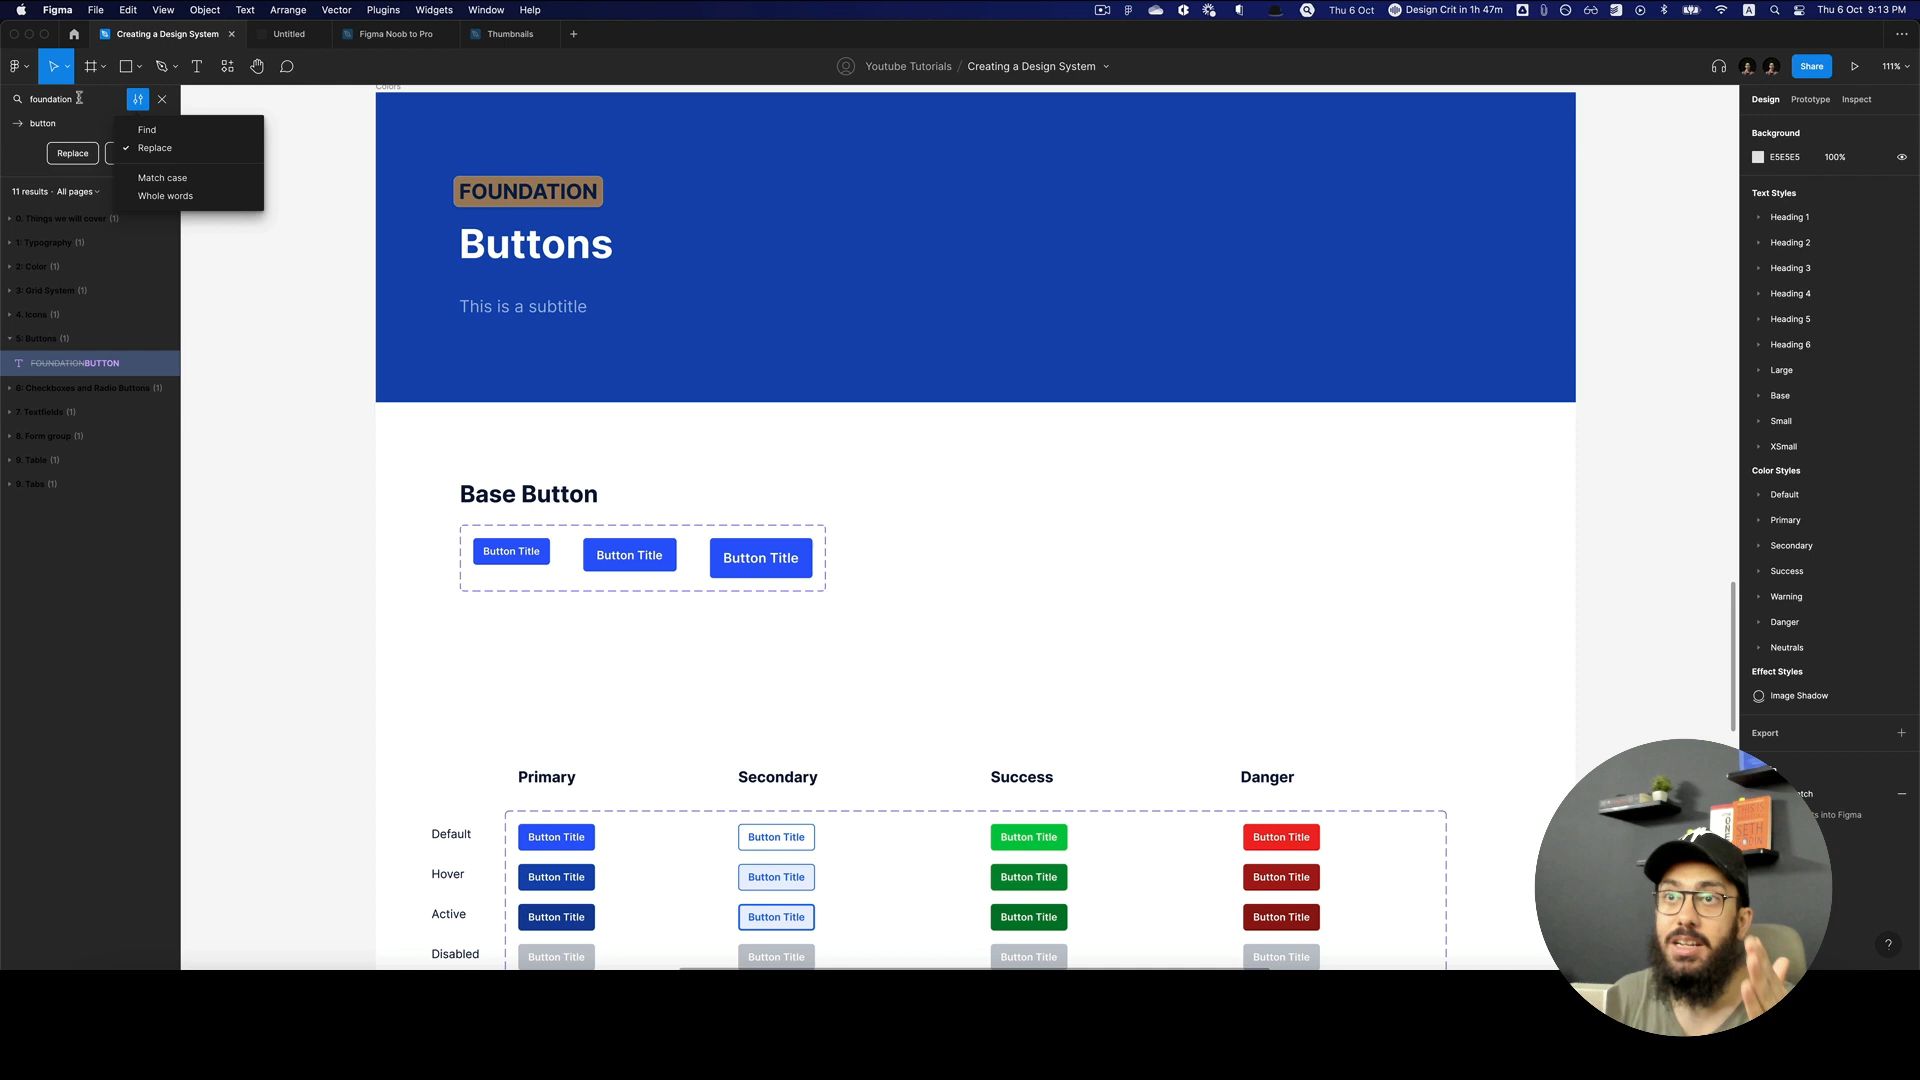 Figma File Edit View Object Text Arrange Vector Plugins Widgets Window Help
Thu 6 Oct Design Crit in 1h 47m A Thu 6 Oct 9:13 PM
Creating a Design System Untitled Figma Noob to Pro Thumbnails
Youtube Tutorials / Creating a Design System
Share 111%
foundation
button
Replace
Find
Replace
Match case
Whole words
11 results · All pages
0. Things we will cover (1)
1: Typography (1)
2: Color (1)
3: Grid System (1)
4. Icons (1)
5: Buttons (1)
FOUNDATIONBUTTON
6: Checkboxes and Radio Buttons (1)
7. Textfields (1)
8. Form group (1)
9. Table (1)
9. Tabs (1)
Colors
FOUNDATION
Buttons
This is a subtitle
Base Button
Button Title Button Title Button Title
Primary Secondary Success Danger
Default Button Title Button Title Button Title Button Title
Hover Button Title Button Title Button Title Button Title
Active Button Title Button Title Button Title Button Title
Disabled Button Title Button Title Button Title Button Title
Design Prototype Inspect
Background
E5E5E5 100%
Text Styles
Heading 1
Heading 2
Heading 3
Heading 4
Heading 5
Heading 6
Large
Base
Small
XSmall
Color Styles
Default
Primary
Secondary
Success
Warning
Danger
Neutrals
Effect Styles
Image Shadow
Export
into Figma
SETH
?